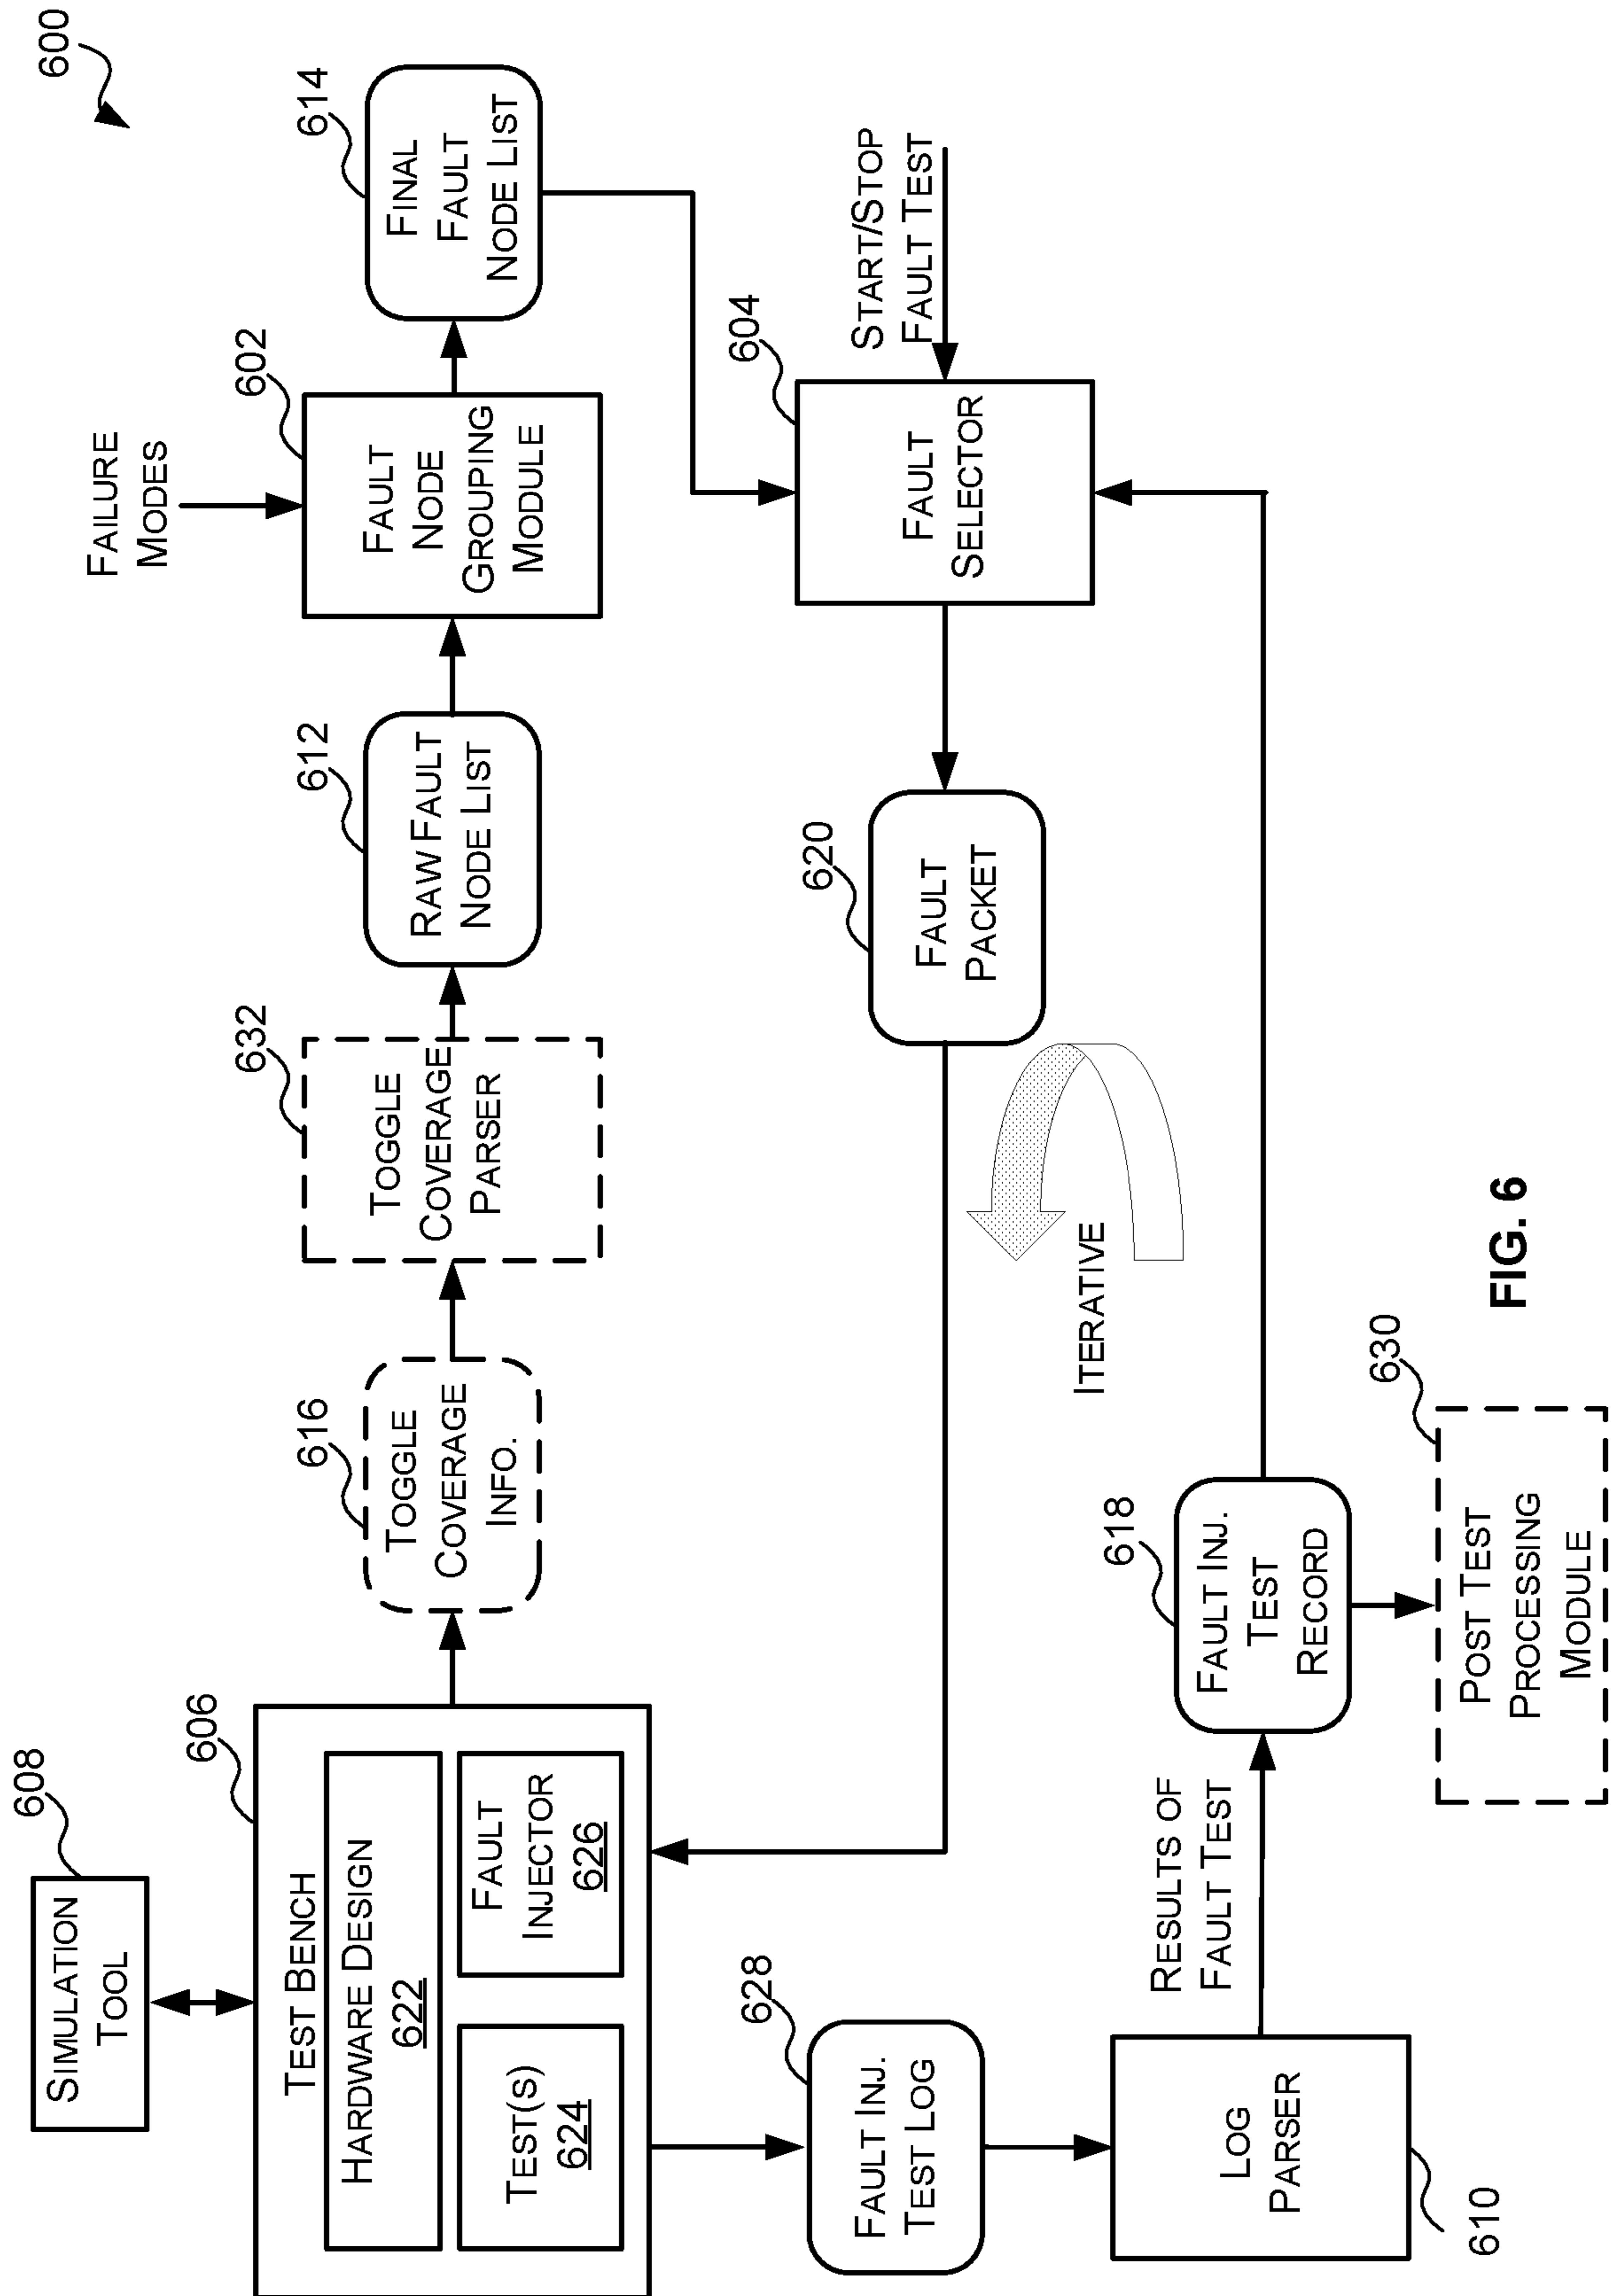 600
608
SIMULATION
TOOL
606
TEST BENCH
HARDWARE DESIGN
622
TEST(S)
624
FAULT
INJECTOR
626
616
TOGGLE
COVERAGE
INFO.
632
TOGGLE
COVERAGE
PARSER
612
RAW FAULT
NODE LIST
FAILURE
MODES
602
FAULT
NODE
GROUPING
MODULE
614
FINAL
FAULT
NODE LIST
START/STOP
FAULT TEST
604
FAULT
SELECTOR
620
FAULT
PACKET
ITERATIVE
628
FAULT INJ.
TEST LOG
LOG
PARSER
610
RESULTS OF
FAULT TEST
618
FAULT INJ.
TEST
RECORD
630
POST TEST
PROCESSING
MODULE
FIG. 6